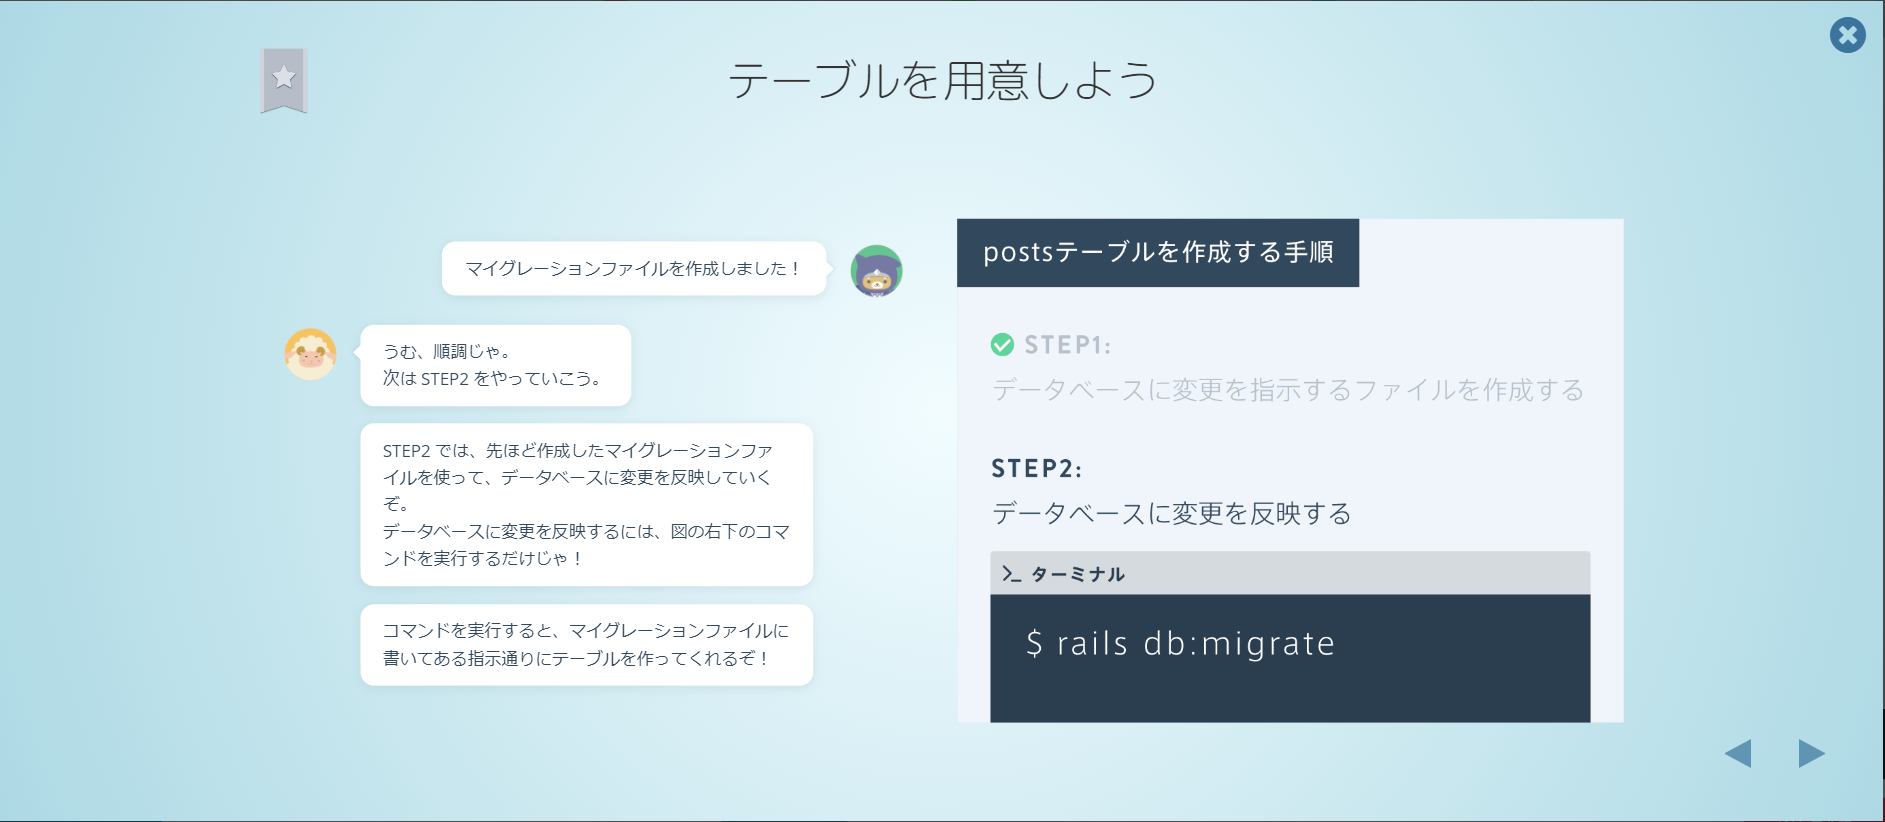 テーブルを用意しよう
マイグレーションファイルを作成しました！
うむ、順調じゃ。
次は STEP2 をやっていこう。
STEP2 では、先ほど作成したマイグレーションファ
イルを使って、データベースに変更を反映していく
ぞ。
データベースに変更を反映するには、図の右下のコマ
ンドを実行するだけじゃ！
コマンドを実行すると、マイグレーションファイルに
書いてある指示通りにテーブルを作ってくれるぞ！
postsテーブルを作成する手順
STEP1:
データベースに変更を指示するファイルを作成する
STEP2:
データベースに変更を反映する
>_ ターミナル
$ rails db:migrate